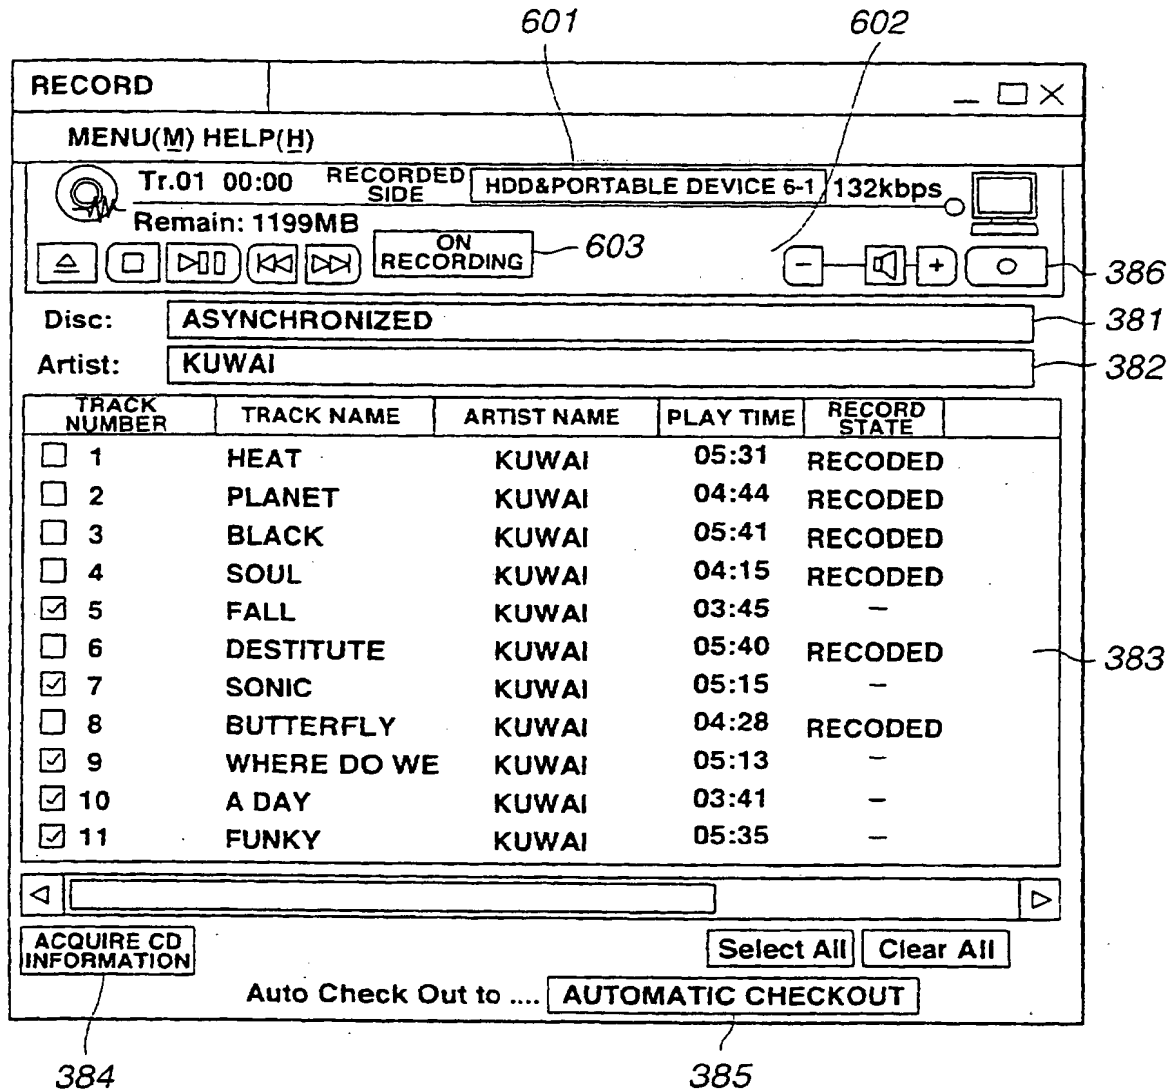 601 602
RECORD
MENU(M) HELP(H)
Tr.01 00:00 RECORDED SIDE HDD&PORTABLE DEVICE 6-1 132kbps
Remain: 1199MB
ON RECORDING 603
- + 386
Disc: ASYNCHRONIZED 381
Artist: KUWAI 382
TRACK NUMBER TRACK NAME ARTIST NAME PLAY TIME RECORD STATE
1 HEAT KUWAI 05:31 RECODED
2 PLANET KUWAI 04:44 RECODED
3 BLACK KUWAI 05:41 RECODED
4 SOUL KUWAI 04:15 RECODED
5 FALL KUWAI 03:45 –
6 DESTITUTE KUWAI 05:40 RECODED
383
7 SONIC KUWAI 05:15 –
8 BUTTERFLY KUWAI 04:28 RECODED
9 WHERE DO WE KUWAI 05:13 –
10 A DAY KUWAI 03:41 –
11 FUNKY KUWAI 05:35 –
ACQUIRE CD INFORMATION Select All Clear All
Auto Check Out to .... AUTOMATIC CHECKOUT
384 385